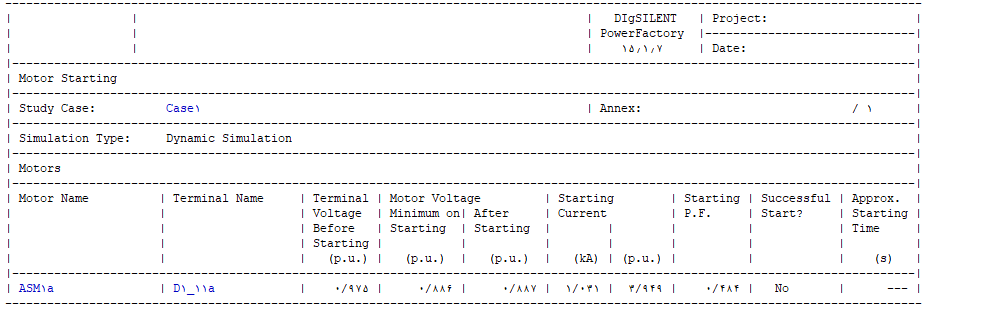 DIgSILENT | Project:
PowerFactory
۱۵٫۱٫۷ | Date:
Motor Starting
Study Case: Case۱ | Annex: / ۱
Simulation Type: Dynamic Simulation
Motors
Motor Name | Terminal Name | Terminal | Motor Voltage | Starting | Starting | Successful | Approx.
Voltage | Minimum on| After | Current | P.F. | Start? | Starting
Before | Starting | Starting | Time
Starting
(p.u.) | (p.u.) | (p.u.) | (kA) | (p.u.) | (s)
ASM۱a | D۱_۱۱a | ۰/۹۷۵ | ۰/۸۸۶ | ۰/۸۸۷ | ۱/۰۳۱ | ۳/۹۴۹ | ۰/۴۸۴ | No | ---